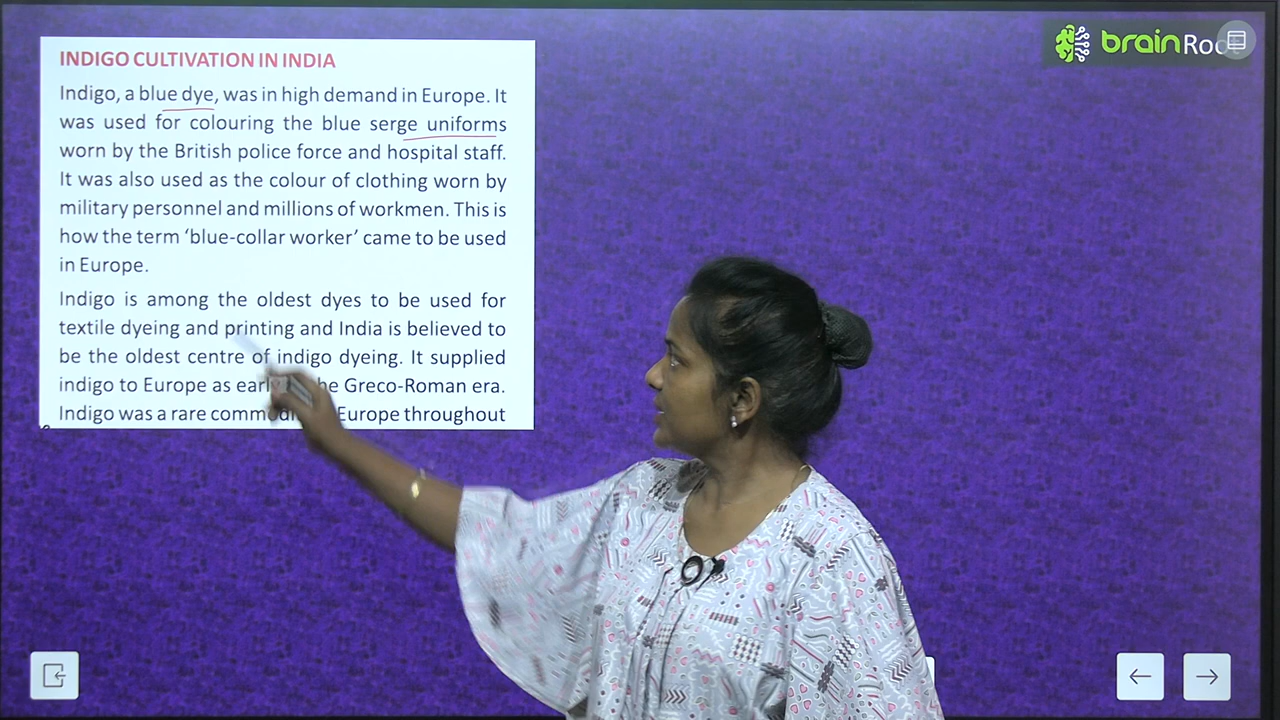 INDIGO CULTIVATION IN INDIA
Indigo, a blue dye, was in high demand in Europe. It
was used for colouring the blue serge uniforms
worn by the British police force and hospital staff.
It was also used as the colour of clothing worn by
military personnel and millions of workmen. This is
how the term ‘blue-collar worker’ came to be used
in Europe.
Indigo is among the oldest dyes to be used for
textile dyeing and printing and India is believed to
be the oldest centre of indigo dyeing. It supplied
indigo to Europe as early Greco-Roman era.
Indigo was a rare Europe throughout
brain